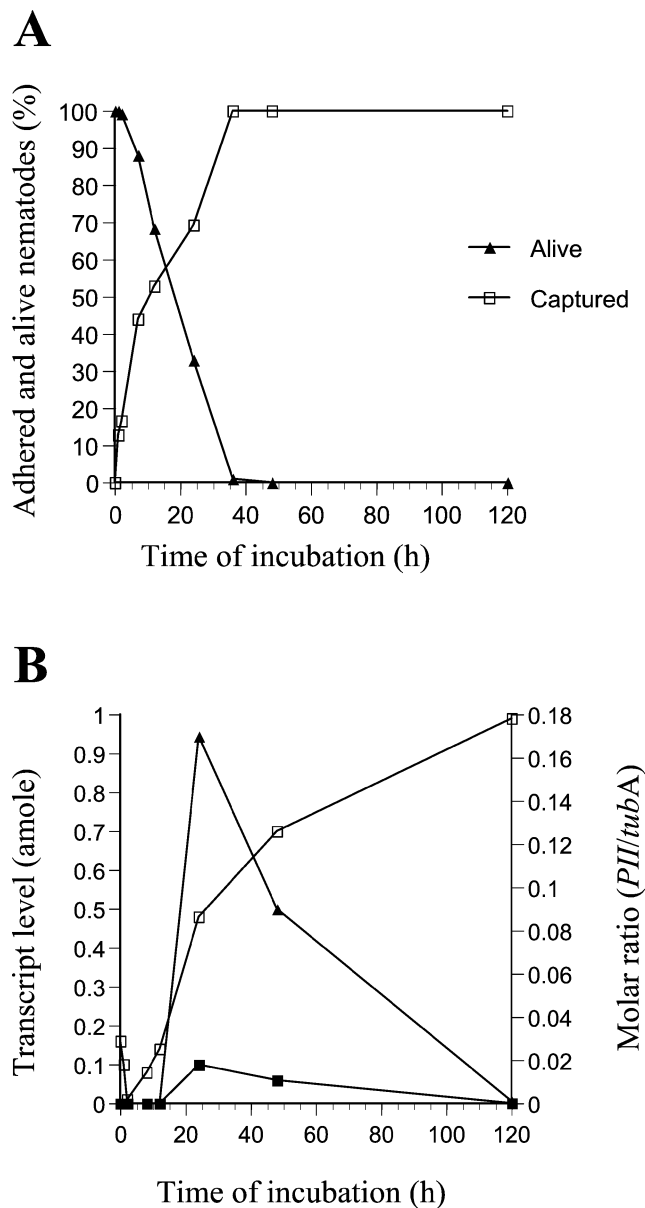 A
Adhered and alive nematodes (%)
100
90
80
70
60
50
40
30
20
10
0
0 20 40 60 80 100 120
Time of incubation (h)
Alive
Captured
B
Transcript level (amole)
1
0.9
0.8
0.7
0.6
0.5
0.4
0.3
0.2
0.1
0
0.18
0.16
0.14
0.12
0.1
0.08
0.06
0.04
0.02
0
Molar ratio (PII/tubA)
0 20 40 60 80 100 120
Time of incubation (h)